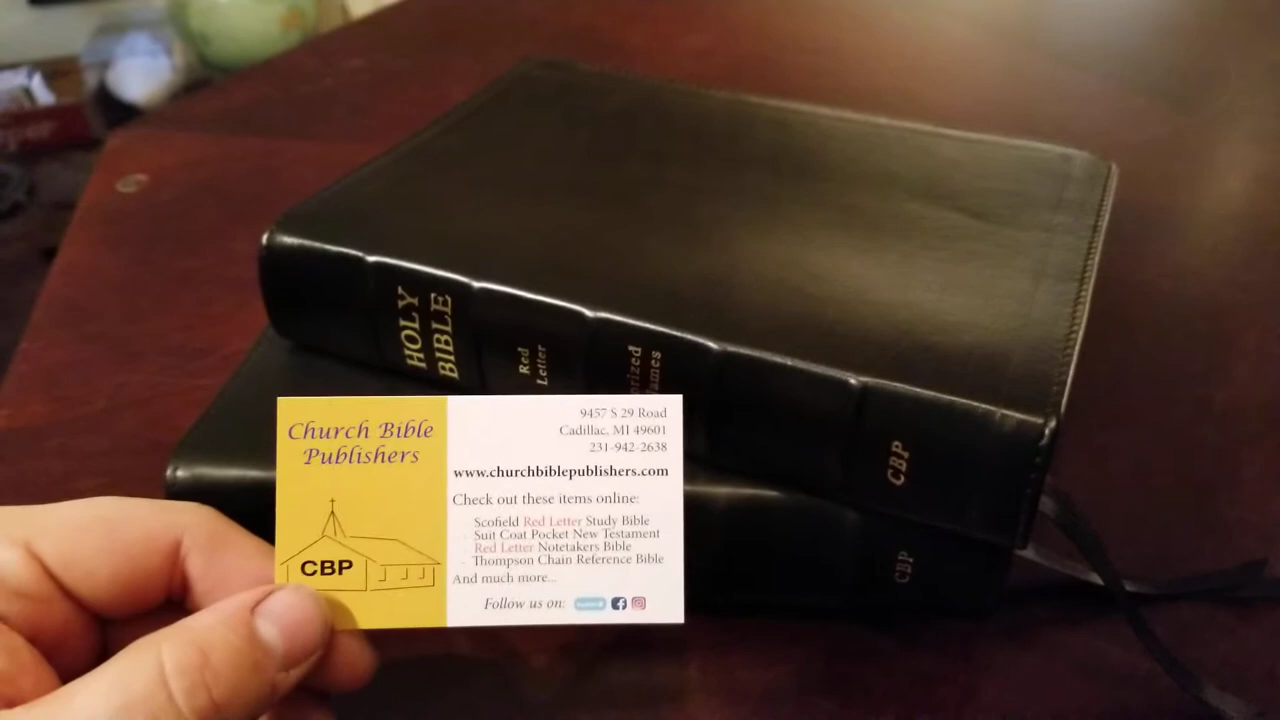 HOLY
BIBLE
Red
Letter
CBP
CBP
Church Bible
Publishers
CBP
9457 S 29 Road
Cadillac, MI 49601
231-942-2638
www.churchbiblepublishers.com
Check out these items online:
Scofield Red Letter Study Bible
Suit Coat Pocket New Testament
Red Letter Notetakers Bible
Thompson Chain Reference Bible
And much more...
Follow us on: